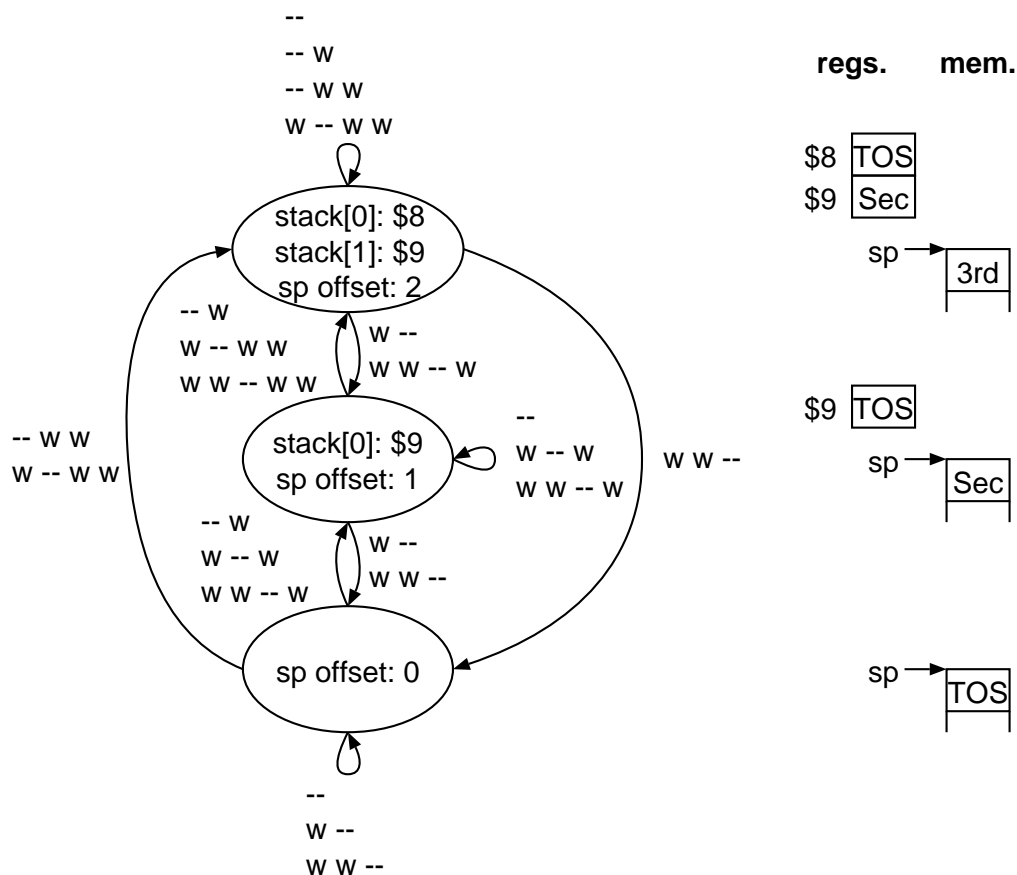 --
-- w
-- w w
w -- w w
regs. mem.
$8 TOS
$9 Sec
stack[0]: $8
stack[1]: $9
sp offset: 2
sp
3rd
-- w
w -- w w
w w -- w w
w --
w w -- w
$9 TOS
-- w w
w -- w w
stack[0]: $9
sp offset: 1
--
w -- w
w w -- w
w w --
sp
Sec
-- w
w -- w
w w -- w
w --
w w --
sp offset: 0
sp
TOS
--
w --
w w --